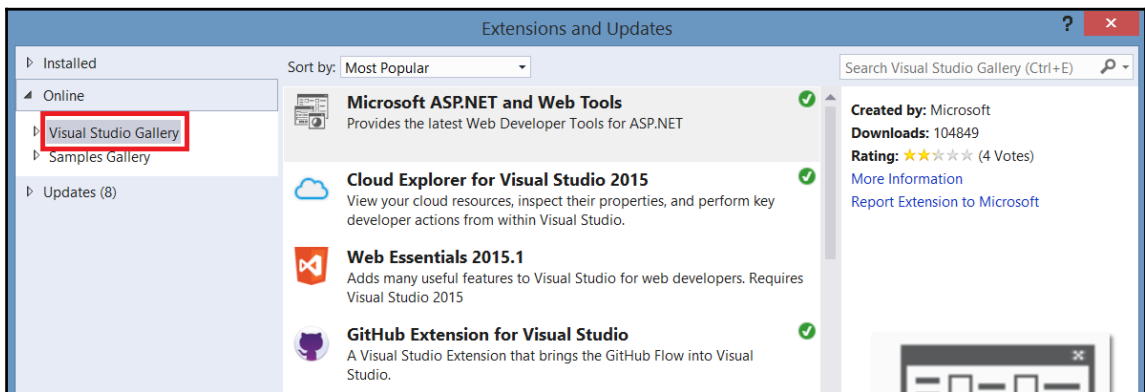 Extensions and Updates
?
Installed
Online
Visual Studio Gallery
Samples Gallery
Updates (8)
Sort by: Most Popular
Microsoft ASP.NET and Web Tools
Provides the latest Web Developer Tools for ASP.NET
Cloud Explorer for Visual Studio 2015
View your cloud resources, inspect their properties, and perform key
developer actions from within Visual Studio.
Web Essentials 2015.1
Adds many useful features to Visual Studio for web developers. Requires
Visual Studio 2015
GitHub Extension for Visual Studio
A Visual Studio Extension that brings the GitHub Flow into Visual
Studio.
Search Visual Studio Gallery (Ctrl+E)
Created by: Microsoft
Downloads: 104849
Rating: (4 Votes)
More Information
Report Extension to Microsoft